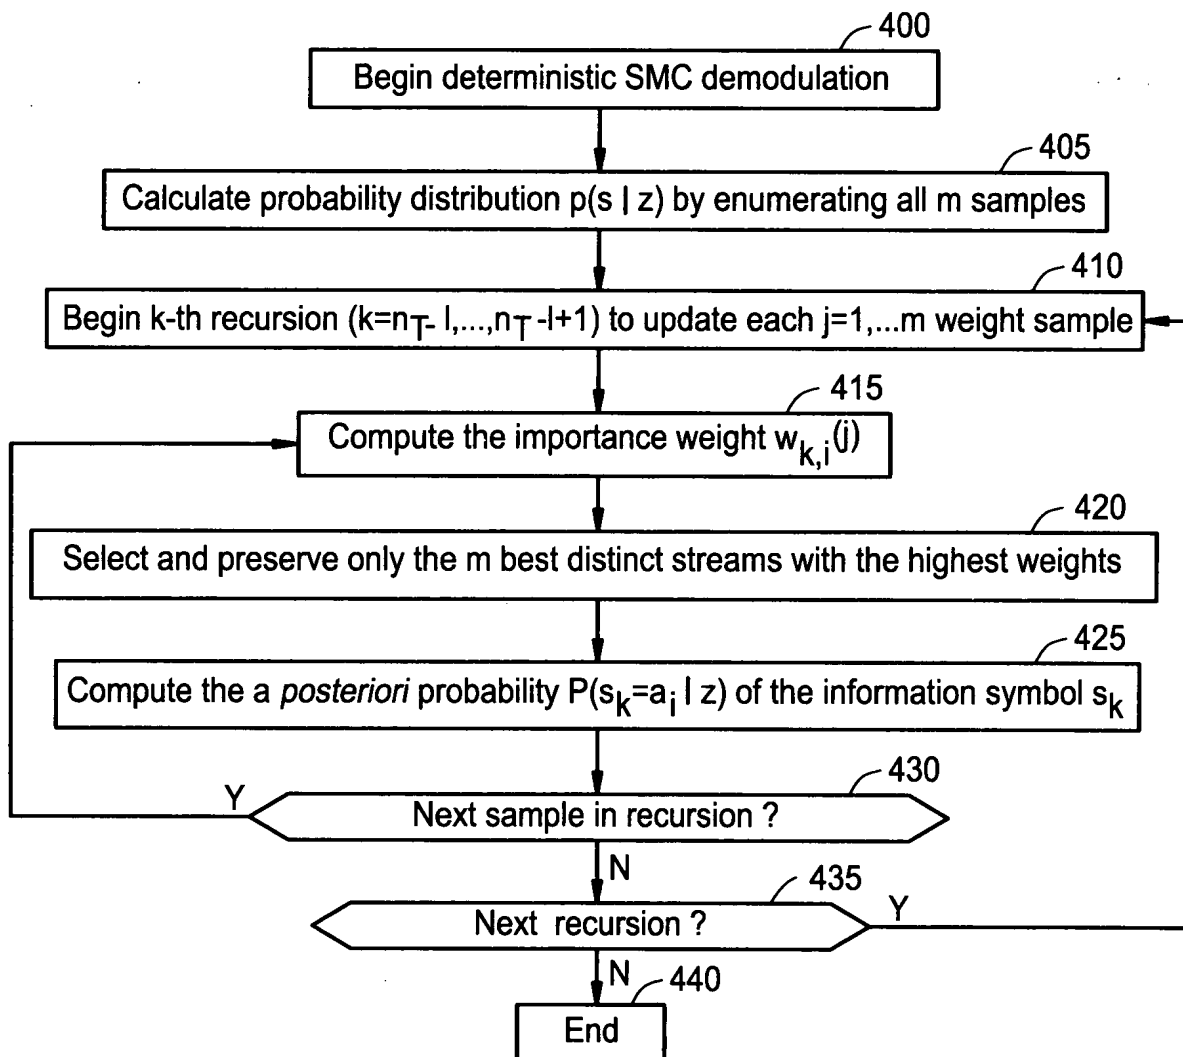 400
Begin deterministic SMC demodulation
405
Calculate probability distribution p(s | z) by enumerating all m samples
410
Begin k-th recursion (k=nT- l,...,nT -l+1) to update each j=1,...m weight sample
415
Compute the importance weight wk,i(j)
420
Select and preserve only the m best distinct streams with the highest weights
425
Compute the a posteriori probability P(sk=ai | z) of the information symbol sk
430
Y
Next sample in recursion ?
N
435
Next recursion ?
Y
N
440
End